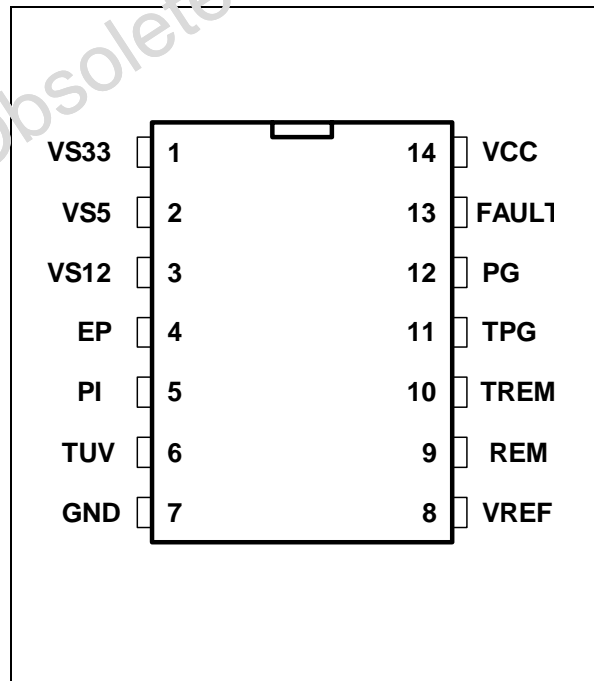 obsolete
VS33 1 14 VCC
VS5 2 13 FAULT
VS12 3 12 PG
EP 4 11 TPG
PI 5 10 TREM
TUV 6 9 REM
GND 7 8 VREF